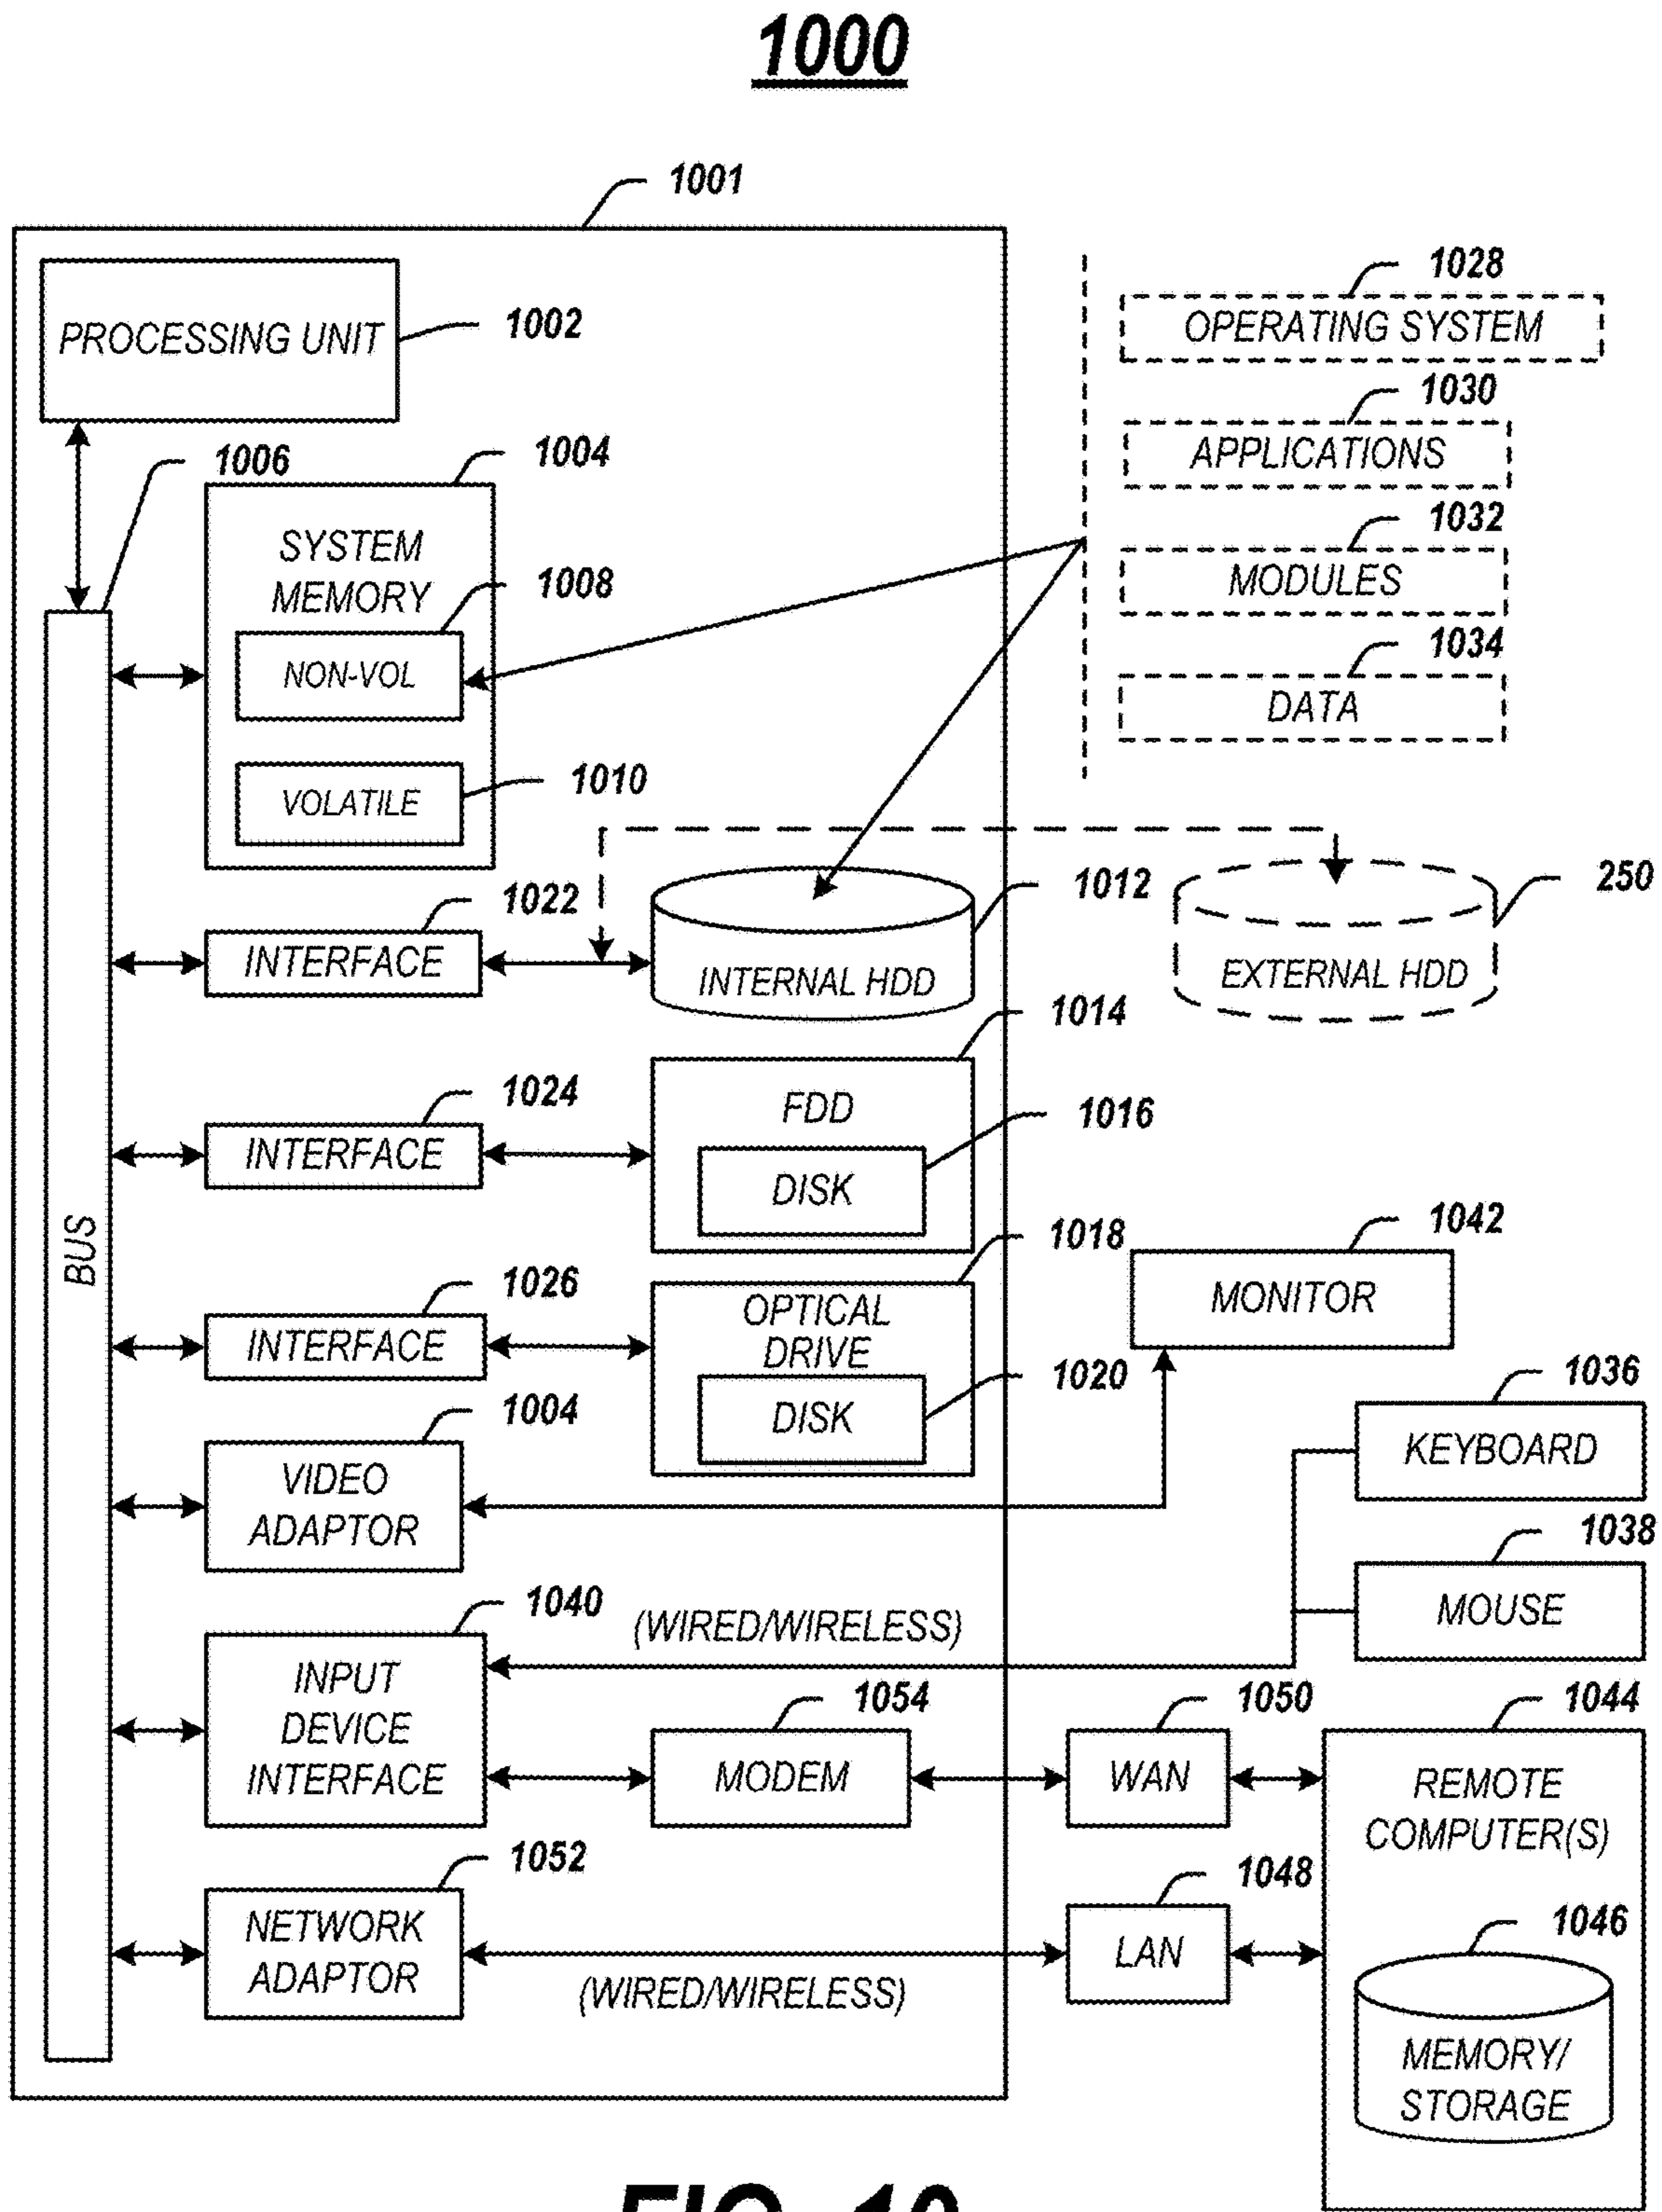 1000
1001
PROCESSING UNIT
1002
1028
OPERATING SYSTEM
1030
APPLICATIONS
1032
MODULES
1034
DATA
1006
1004
SYSTEM
MEMORY
1008
NON-VOL
1010
VOLATILE
BUS
1022
INTERFACE
1012
INTERNAL HDD
250
EXTERNAL HDD
1024
INTERFACE
1014
FDD
1016
DISK
1026
INTERFACE
1018
OPTICAL
DRIVE
1020
DISK
1042
MONITOR
1004
VIDEO
ADAPTOR
1036
KEYBOARD
1038
MOUSE
1040
INPUT
DEVICE
INTERFACE
(WIRED/WIRELESS)
1054
MODEM
1050
WAN
1044
REMOTE
COMPUTER(S)
1052
NETWORK
ADAPTOR
(WIRED/WIRELESS)
1048
LAN
1046
MEMORY/
STORAGE
FIG. 10